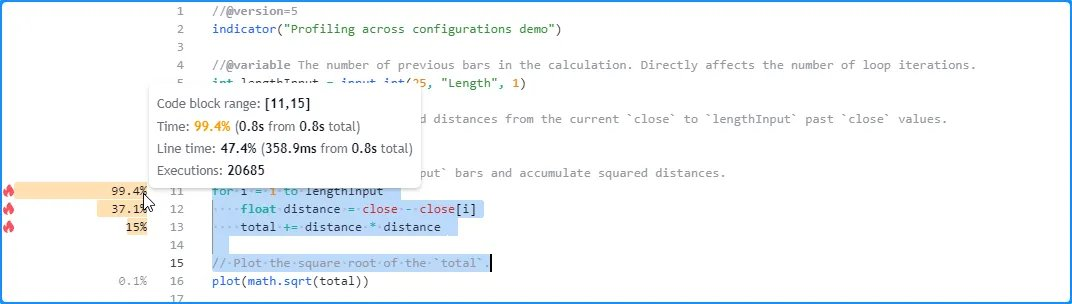 1 //@version=5
2 indicator("Profiling across configurations demo")
3
4 //@variable The number of previous bars in the calculation. Directly affects the number of loop iterations.
5 int lengthInput = input.int(25, "Length", 1)
Code block range: [11,15]
Time: 99.4% (0.8s from 0.8s total)
d distances from the current `close` to `lengthInput` past `close` values.
Line time: 47.4% (358.9ms from 0.8s total)
Executions: 20685
put` bars and accumulate squared distances.
99.4% 11 for i = 1 to lengthInput
37.1% 12 float distance = close - close[i]
15% 13 total += distance * distance
14
15 // Plot the square root of the `total`.
0.1% 16 plot(math.sqrt(total))
17